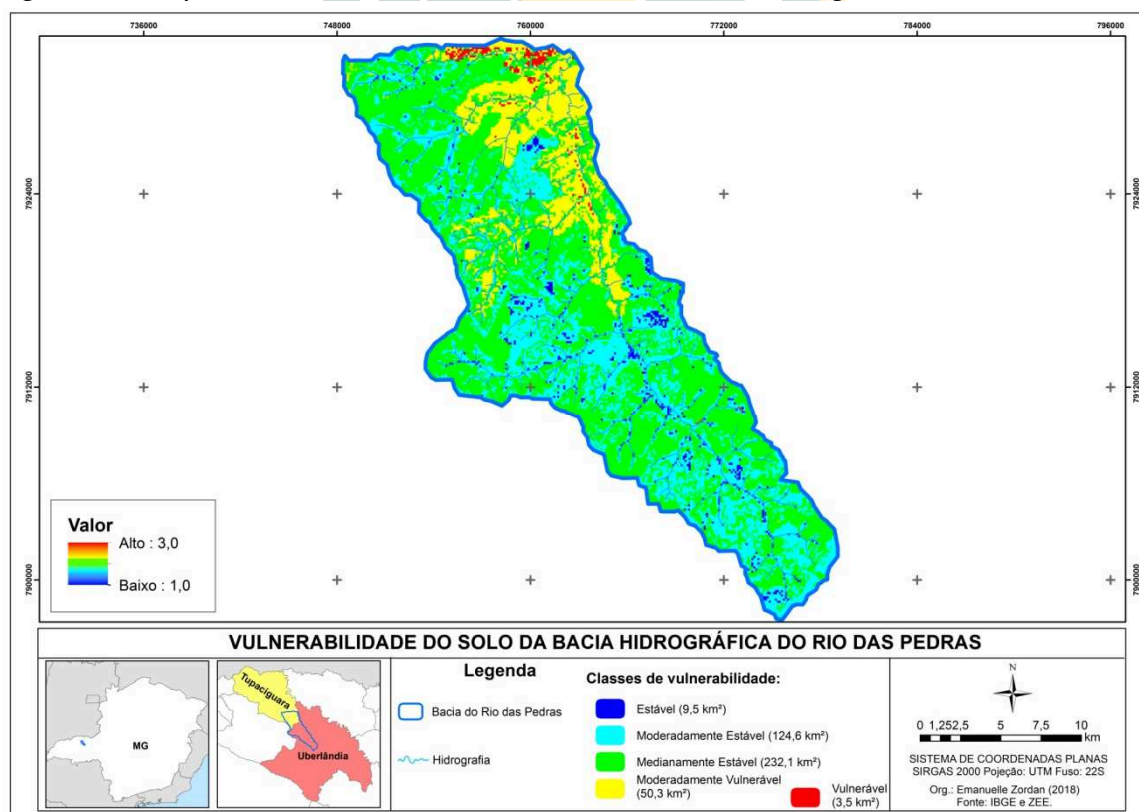 736000 748000 760000 772000 784000 796000
7924000 7924000
7912000 7912000
7900000 7900000
Valor
Alto : 3,0
Baixo : 1,0
VULNERABILIDADE DO SOLO DA BACIA HIDROGRÁFICA DO RIO DAS PEDRAS
MG
Tupaciguara
Uberlândia
Legenda
Bacia do Rio das Pedras
Hidrografia
Classes de vulnerabilidade:
Estável (9,5 km²)
Moderadamente Estável (124,6 km²)
Medianamente Estável (232,1 km²)
Moderadamente Vulnerável
(50,3 km²)
Vulnerável
(3,5 km²)
N
0 1,252,5 5 7,5 10
km
SISTEMA DE COORDENADAS PLANAS
SIRGAS 2000 Pojeção: UTM Fuso: 22S
Org.: Emanuelle Zordan (2018)
Fonte: IBGE e ZEE.